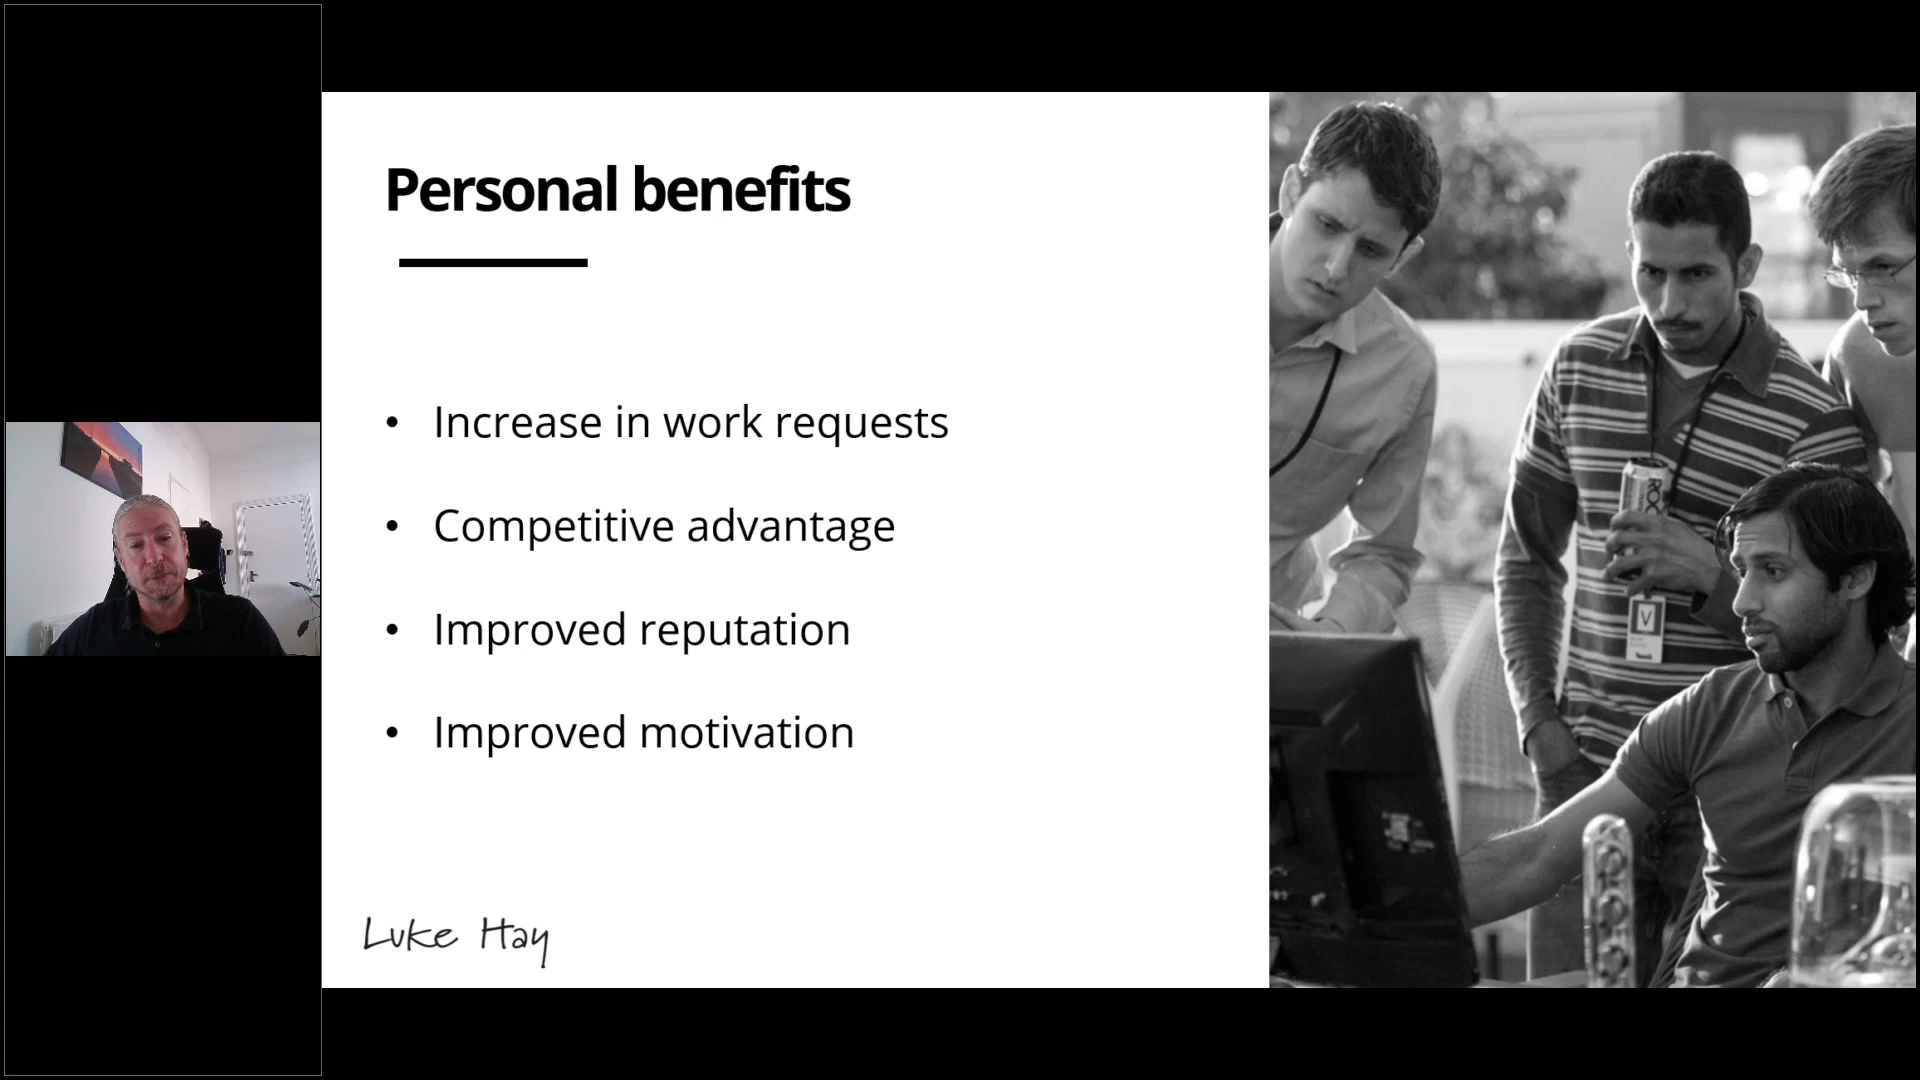 Personal benefits
• Increase in work requests
• Competitive advantage
• Improved reputation
• Improved motivation
Luke Hay
V